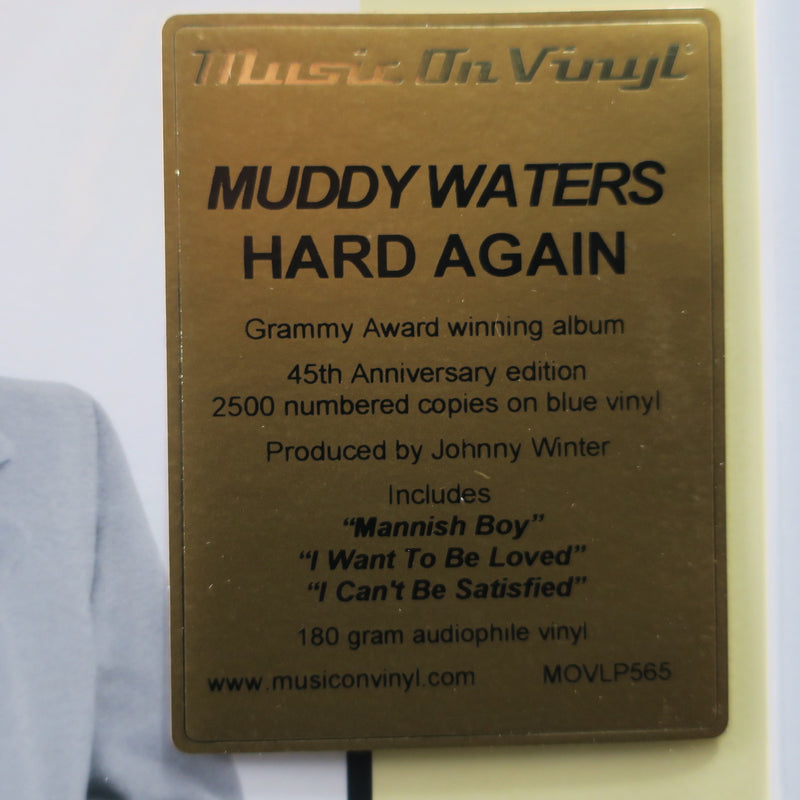 Music On Vinyl
MUDDY WATERS
HARD AGAIN
Grammy Award winning album
45th Anniversary edition
2500 numbered copies on blue vinyl
Produced by Johnny Winter
Includes
“Mannish Boy”
“I Want To Be Loved”
“I Can't Be Satisfied”
180 gram audiophile vinyl
www.musiconvinyl.com MOVLP565